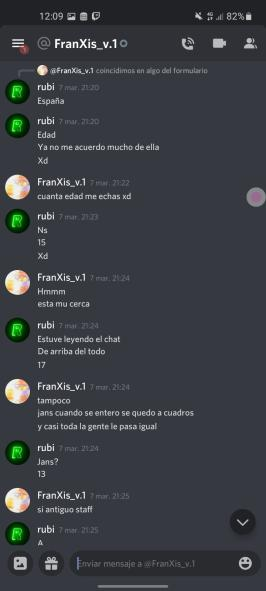 12:09
82%
@ FranXis_v.1
@FranXis_v.1 coincidimos en algo del formulario
rubi 7 mar. 21:20
España
rubi 7 mar. 21:20
Edad
Ya no me acuerdo mucho de ella
Xd
FranXis_v.1 7 mar. 21:22
cuanta edad me echas xd
rubi 7 mar. 21:23
Ns
15
Xd
FranXis_v.1 7 mar. 21:24
Hmmm
esta mu cerca
rubi 7 mar. 21:24
Estuve leyendo el chat
De arriba del todo
17
FranXis_v.1 7 mar. 21:24
tampoco
jans cuando se entero se quedo a cuadros
y casi toda la gente le pasa igual
rubi 7 mar. 21:24
Jans?
13
FranXis_v.1 7 mar. 21:25
si antiguo staff
rubi 7 mar. 21:25
A
Enviar mensaje a @FranXis_v.1